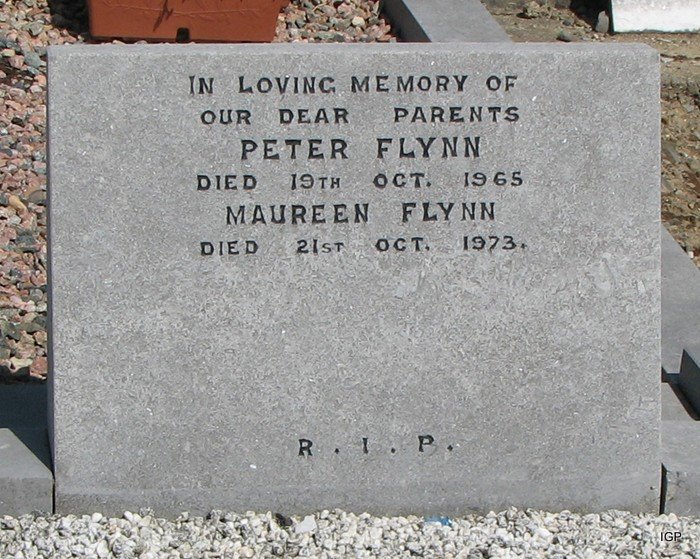 IN LOVING MEMORY OF
OUR DEAR PARENTS
PETER FLYNN
DIED 19TH OCT. 1965
MAUREEN FLYNN
DIED 21ST OCT. 1973.
R.I.P.
IGP